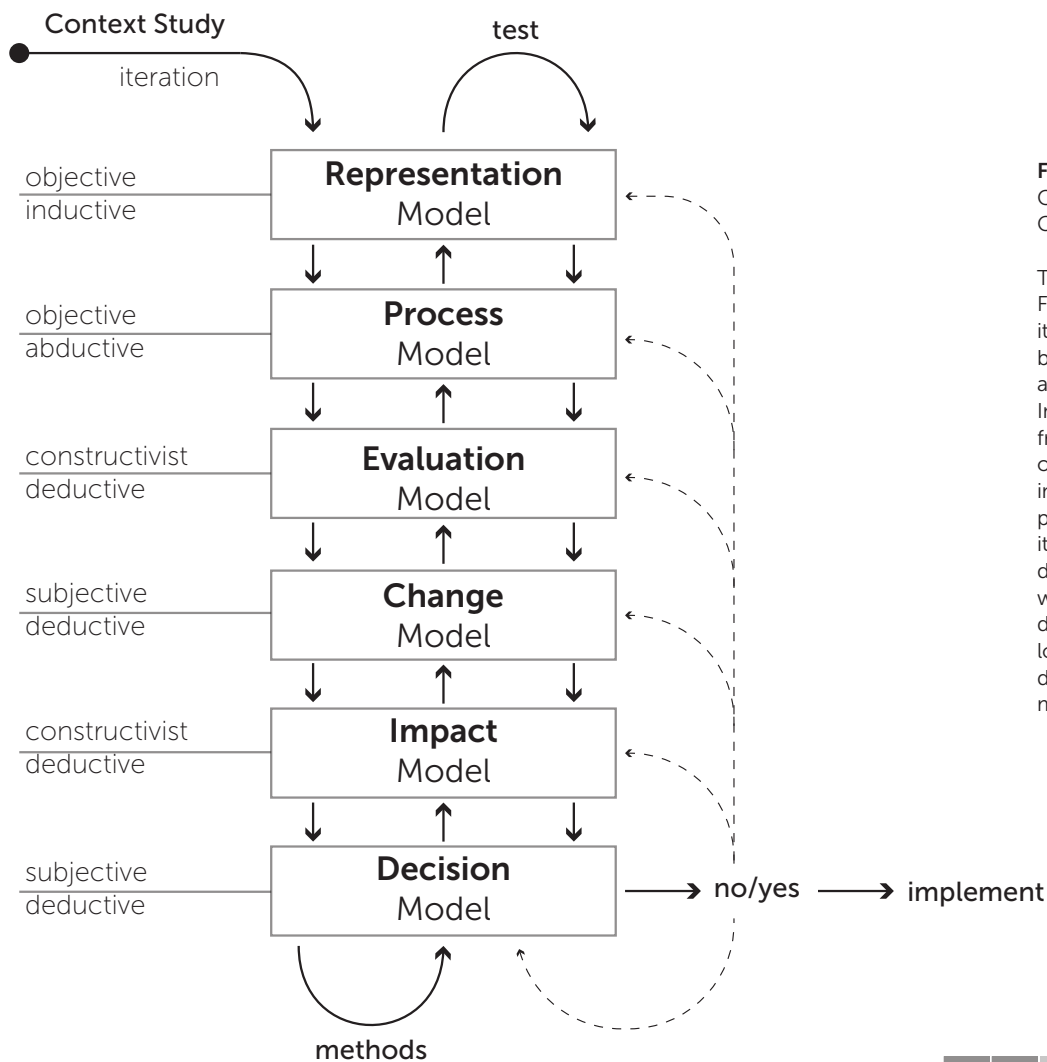 Context Study
iteration
test
objective
inductive
Representation
Model
objective
abductive
Process
Model
constructivist
deductive
Evaluation
Model
subjective
deductive
Change
Model
constructivist
deductive
Impact
Model
subjective
deductive
Decision
Model
no/yes
implement
methods